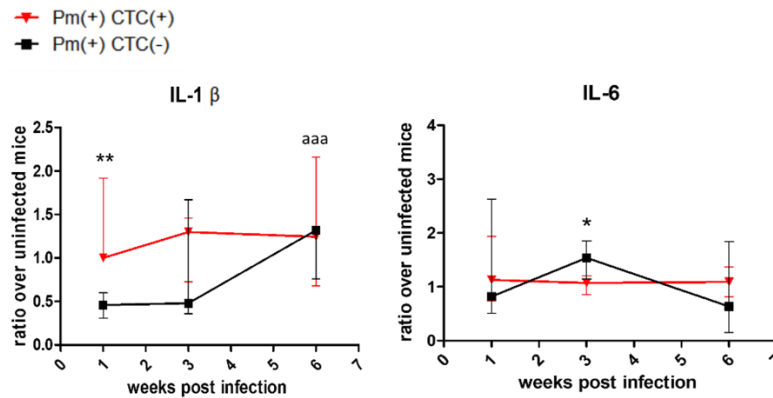 Pm(+) CTC(+)
Pm(+) CTC(-)
IL-1 β
ratio over uninfected mice
2.5
2.0
1.5
1.0
0.5
0.0
**
aaa
0 1 2 3 4 5 6 7
weeks post infection
IL-6
ratio over uninfected mice
4
3
2
1
0
*
0 1 2 3 4 5 6 7
weeks post infection